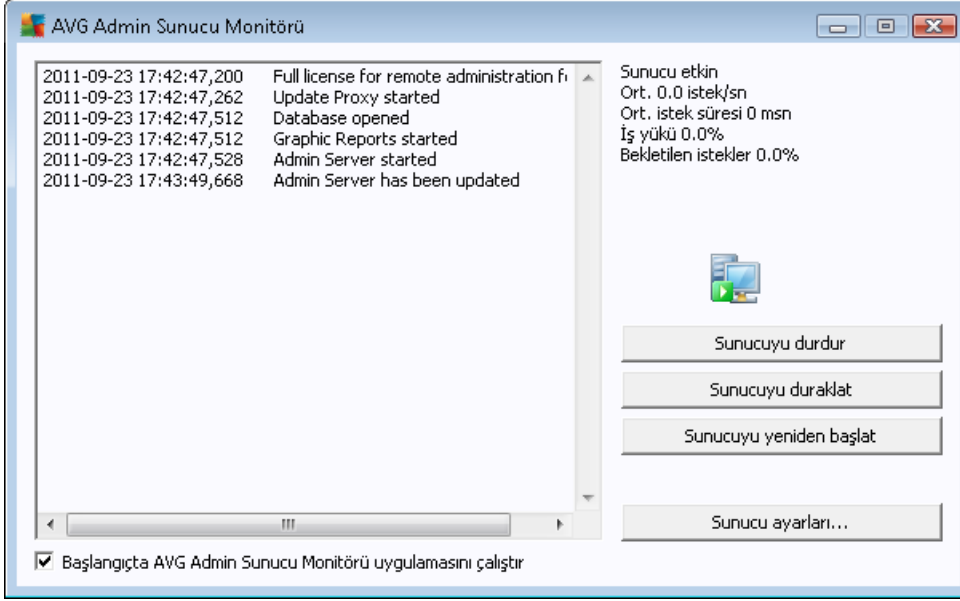 AVG Admin Sunucu Monitörü
2011-09-23 17:42:47,200 Full license for remote administration
2011-09-23 17:42:47,262 Update Proxy started
2011-09-23 17:42:47,512 Database opened
2011-09-23 17:42:47,512 Graphic Reports started
2011-09-23 17:42:47,528 Admin Server started
2011-09-23 17:43:49,668 Admin Server has been updated
Sunucu etkin
Ort. 0.0 istek/sn
Ort. istek süresi 0 msn
İş yükü 0.0%
Bekletilen istekler 0.0%
Sunucuyu durdur
Sunucuyu duraklat
Sunucuyu yeniden başlat
Sunucu ayarları...
Başlangıçta AVG Admin Sunucu Monitörü uygulamasını çalıştır